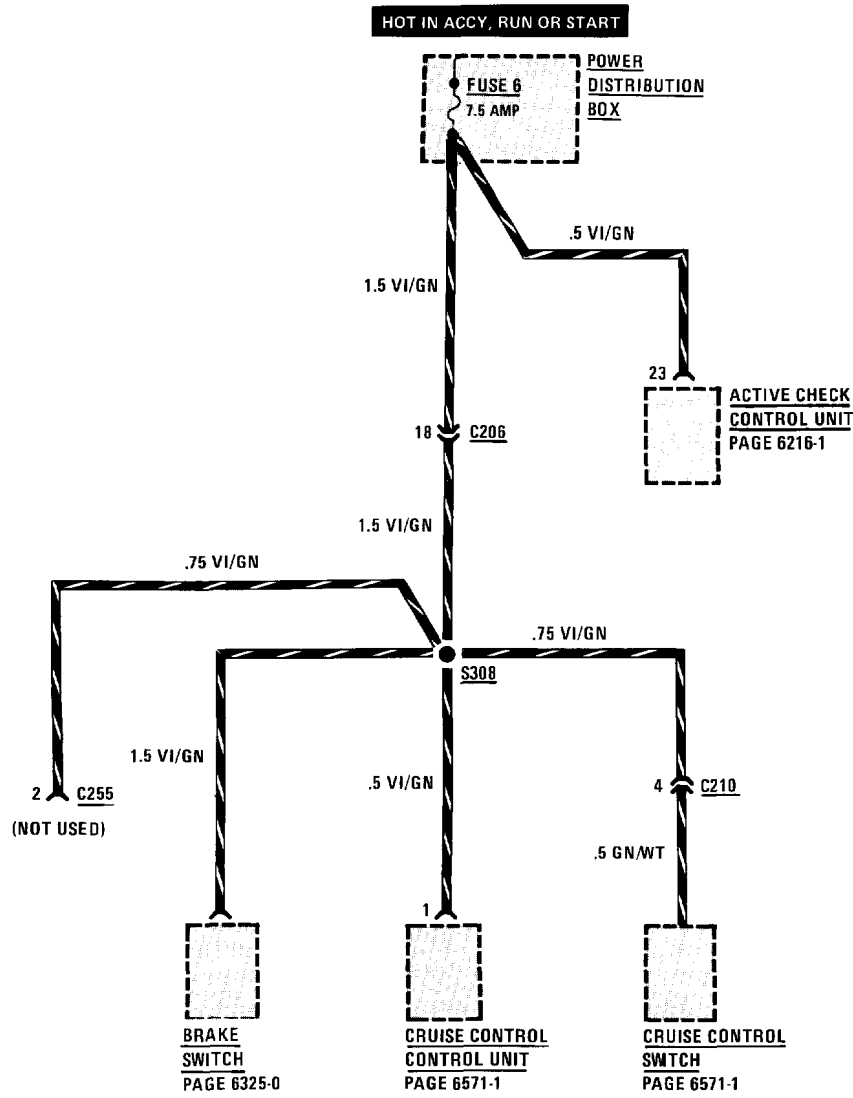 HOT IN ACCY, RUN OR START
POWER
DISTRIBUTION
BOX
FUSE 6
7.5 AMP
.5 VI/GN
1.5 VI/GN
23
ACTIVE CHECK
CONTROL UNIT
PAGE 6216-1
18 C206
1.5 VI/GN
.75 VI/GN
.75 VI/GN
S308
1.5 VI/GN
.5 VI/GN
2 C255
(NOT USED)
4 C210
.5 GN/WT
1
BRAKE
SWITCH
PAGE 6325-0
CRUISE CONTROL
CONTROL UNIT
PAGE 6571-1
CRUISE CONTROL
SWITCH
PAGE 6571-1